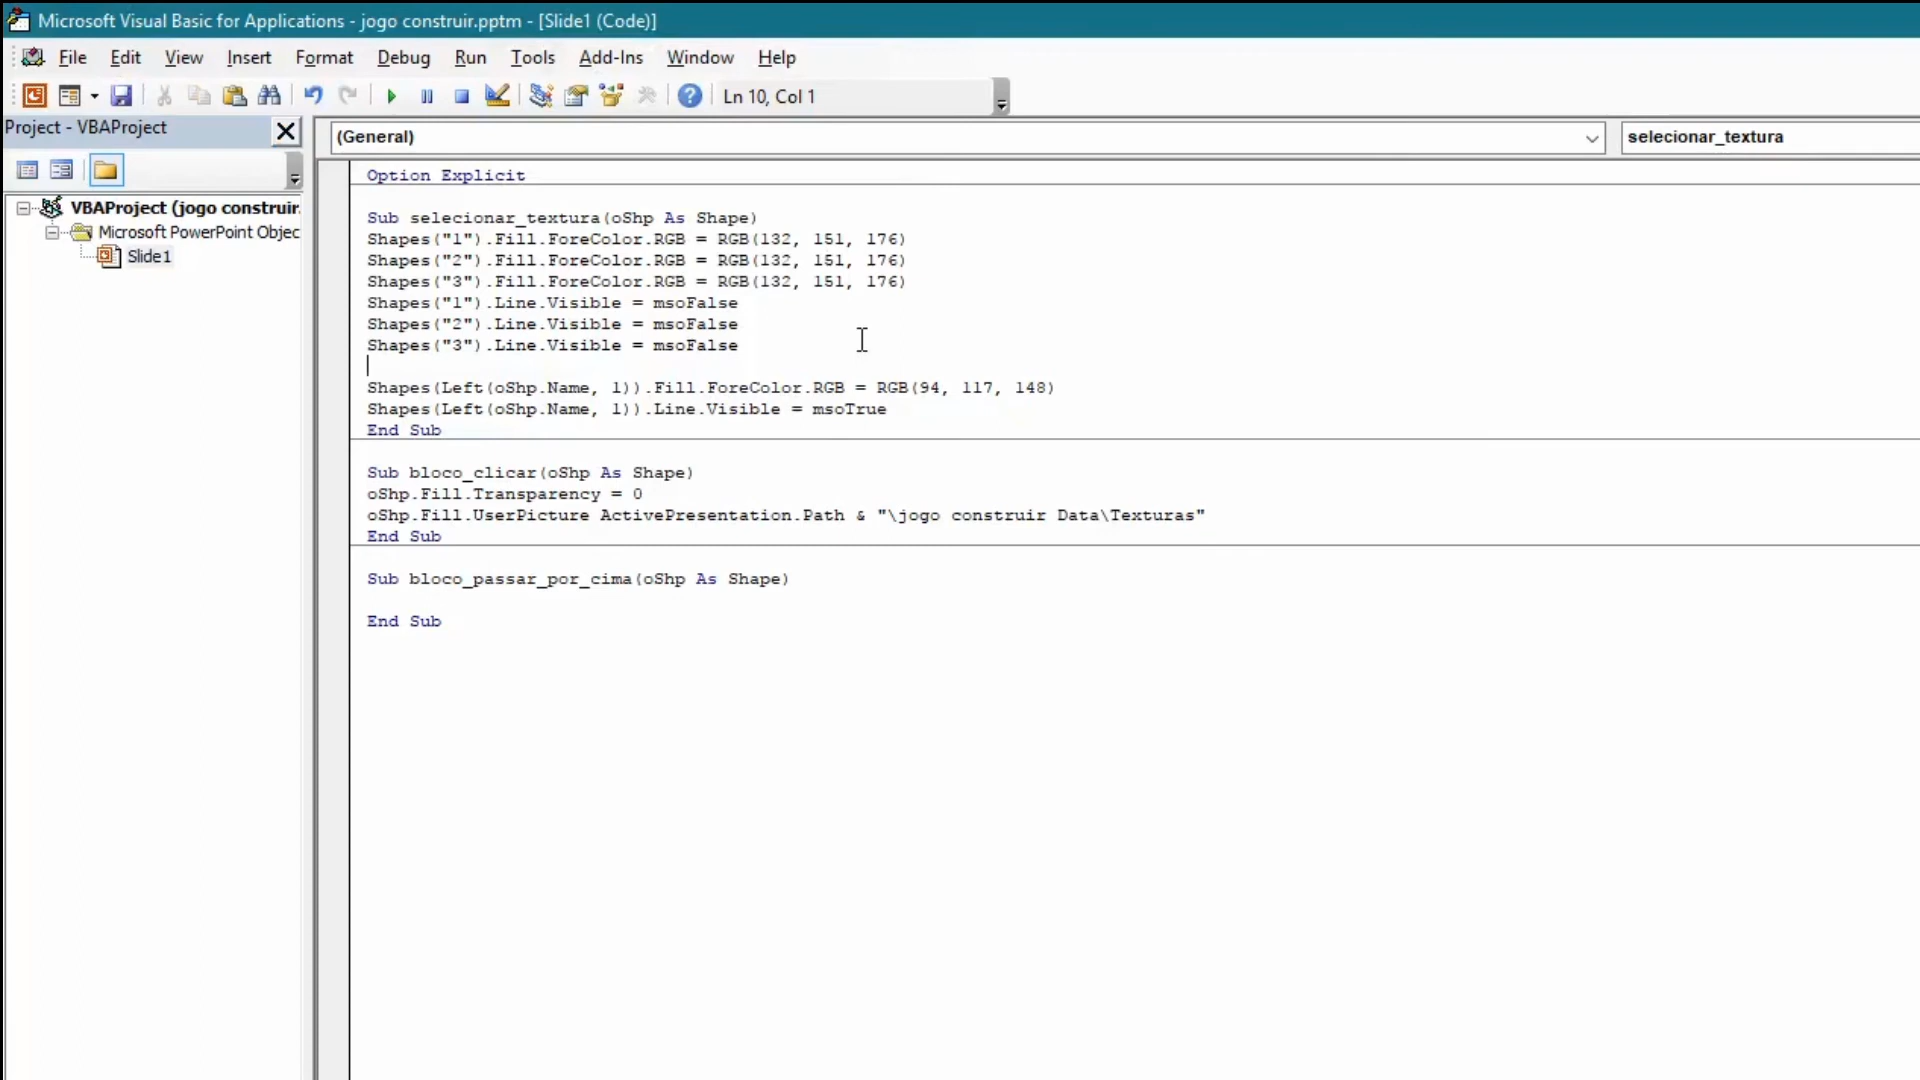 Microsoft Visual Basic for Applications - jogo construir.pptm - [Slide1 (Code)]
File Edit View Insert Format Debug Run Tools Add-Ins Window Help
Ln 10, Col 1
Project - VBAProject
(General)
selecionar_textura
VBAProject (jogo construir.
Microsoft PowerPoint Objec
Slide1
Option Explicit
Sub selecionar_textura(oShp As Shape)
Shapes("1").Fill.ForeColor.RGB = RGB(132, 151, 176)
Shapes("2").Fill.ForeColor.RGB = RGB(132, 151, 176)
Shapes("3").Fill.ForeColor.RGB = RGB(132, 151, 176)
Shapes("1").Line.Visible = msoFalse
Shapes("2").Line.Visible = msoFalse
Shapes("3").Line.Visible = msoFalse
Shapes(Left(oShp.Name, 1)).Fill.ForeColor.RGB = RGB(94, 117, 148)
Shapes(Left(oShp.Name, 1)).Line.Visible = msoTrue
End Sub
Sub bloco_clicar(oShp As Shape)
oShp.Fill.Transparency = 0
oShp.Fill.UserPicture ActivePresentation.Path & "\jogo construir Data\Texturas"
End Sub
Sub bloco_passar_por_cima(oShp As Shape)
End Sub